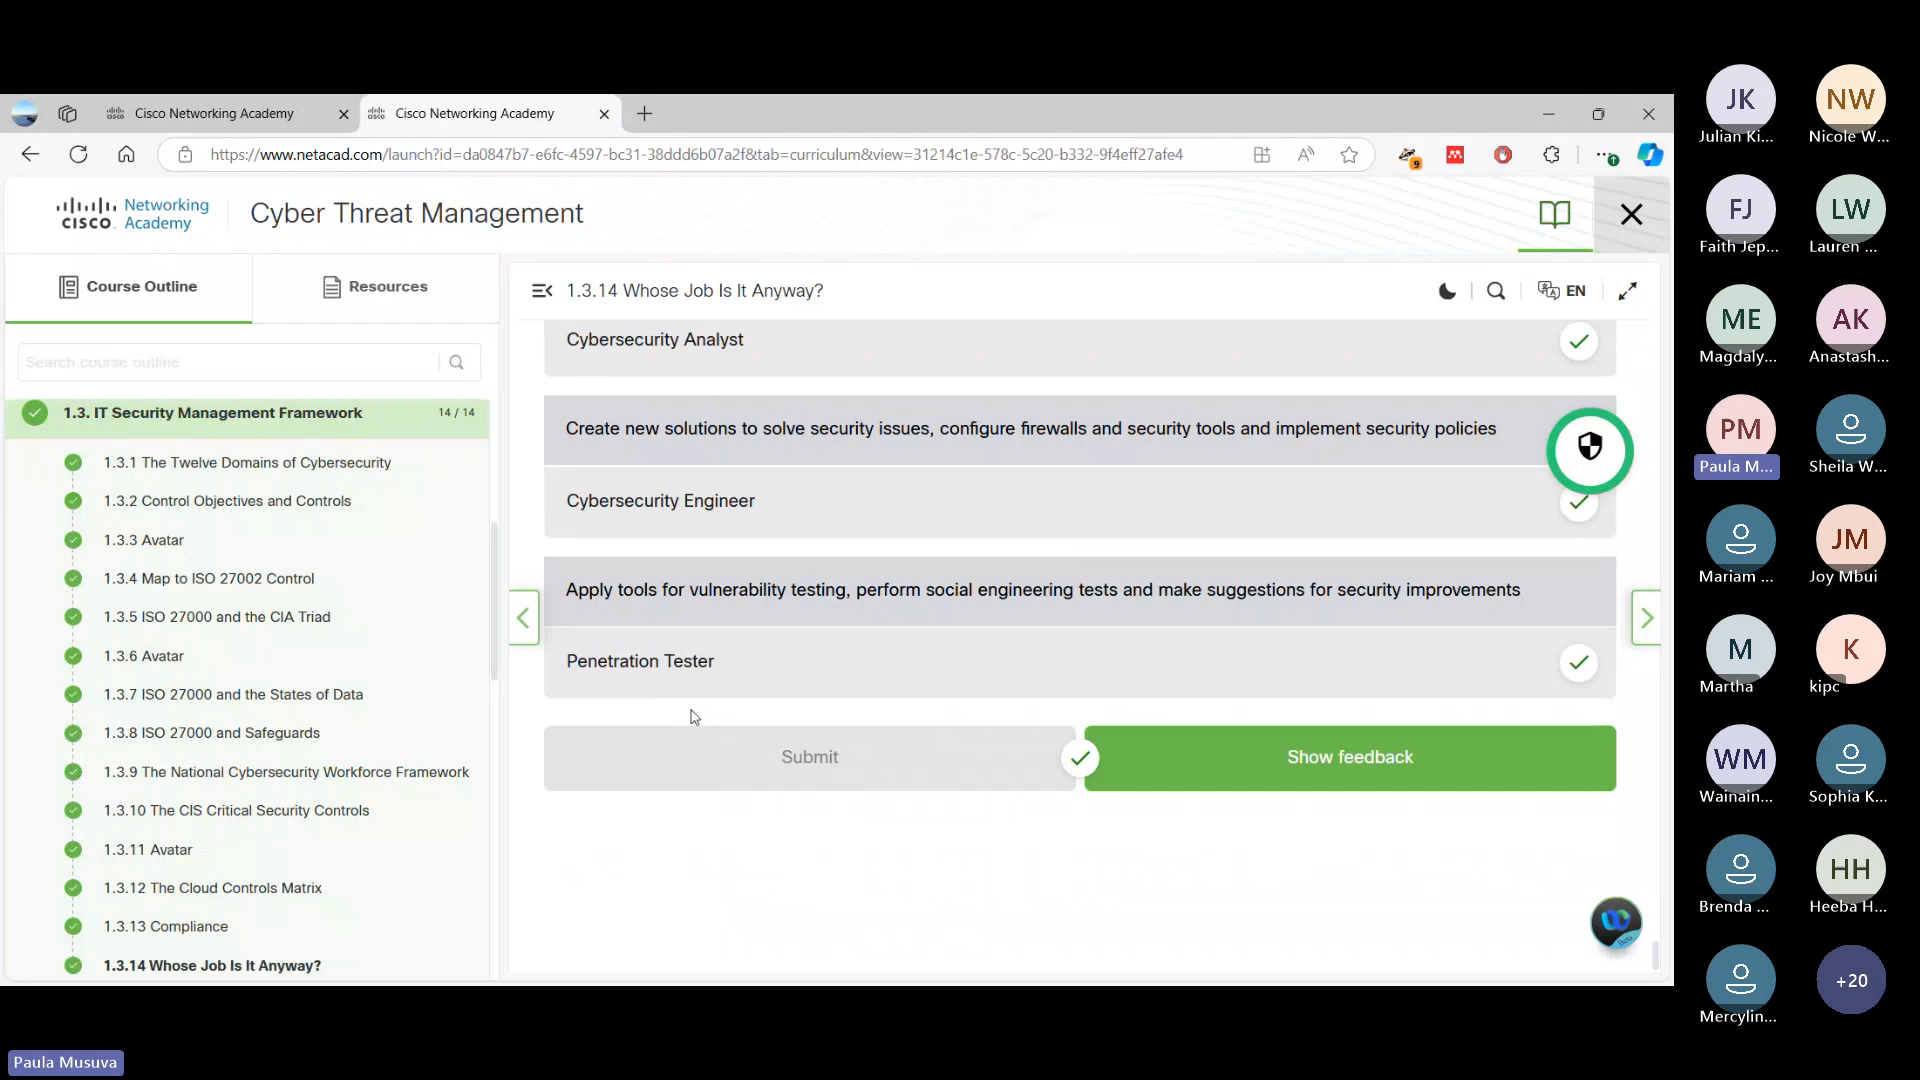 Cisco Networking Academy
Cisco Networking Academy
https://www.netacad.com/launch?id=da0847b7-e6fc-4597-bc31-38ddd6b07a2f&tab=curriculum&view=31214c1e-578c-5c20-b332-9f4eff27afe4
9
CISCO Networking Academy
Cyber Threat Management
Course Outline
Resources
Search course outline
1.3. IT Security Management Framework 14 / 14
1.3.1 The Twelve Domains of Cybersecurity
1.3.2 Control Objectives and Controls
1.3.3 Avatar
1.3.4 Map to ISO 27002 Control
1.3.5 ISO 27000 and the CIA Triad
1.3.6 Avatar
1.3.7 ISO 27000 and the States of Data
1.3.8 ISO 27000 and Safeguards
1.3.9 The National Cybersecurity Workforce Framework
1.3.10 The CIS Critical Security Controls
1.3.11 Avatar
1.3.12 The Cloud Controls Matrix
1.3.13 Compliance
1.3.14 Whose Job Is It Anyway?
1.3.14 Whose Job Is It Anyway?
EN
Cybersecurity Analyst
Create new solutions to solve security issues, configure firewalls and security tools and implement security policies
Cybersecurity Engineer
Apply tools for vulnerability testing, perform social engineering tests and make suggestions for security improvements
Penetration Tester
Submit
Show feedback
Beta
JK
Julian Ki...
NW
Nicole W...
FJ
Faith Jep...
LW
Lauren ...
ME
Magdaly...
AK
Anastash...
PM
Paula M...
Sheila W...
Mariam ...
JM
Joy Mbui
M
Martha
K
kipc
WM
Wainain...
Sophia K...
Brenda ...
HH
Heeba H...
Mercylin...
+20
Paula Musuva